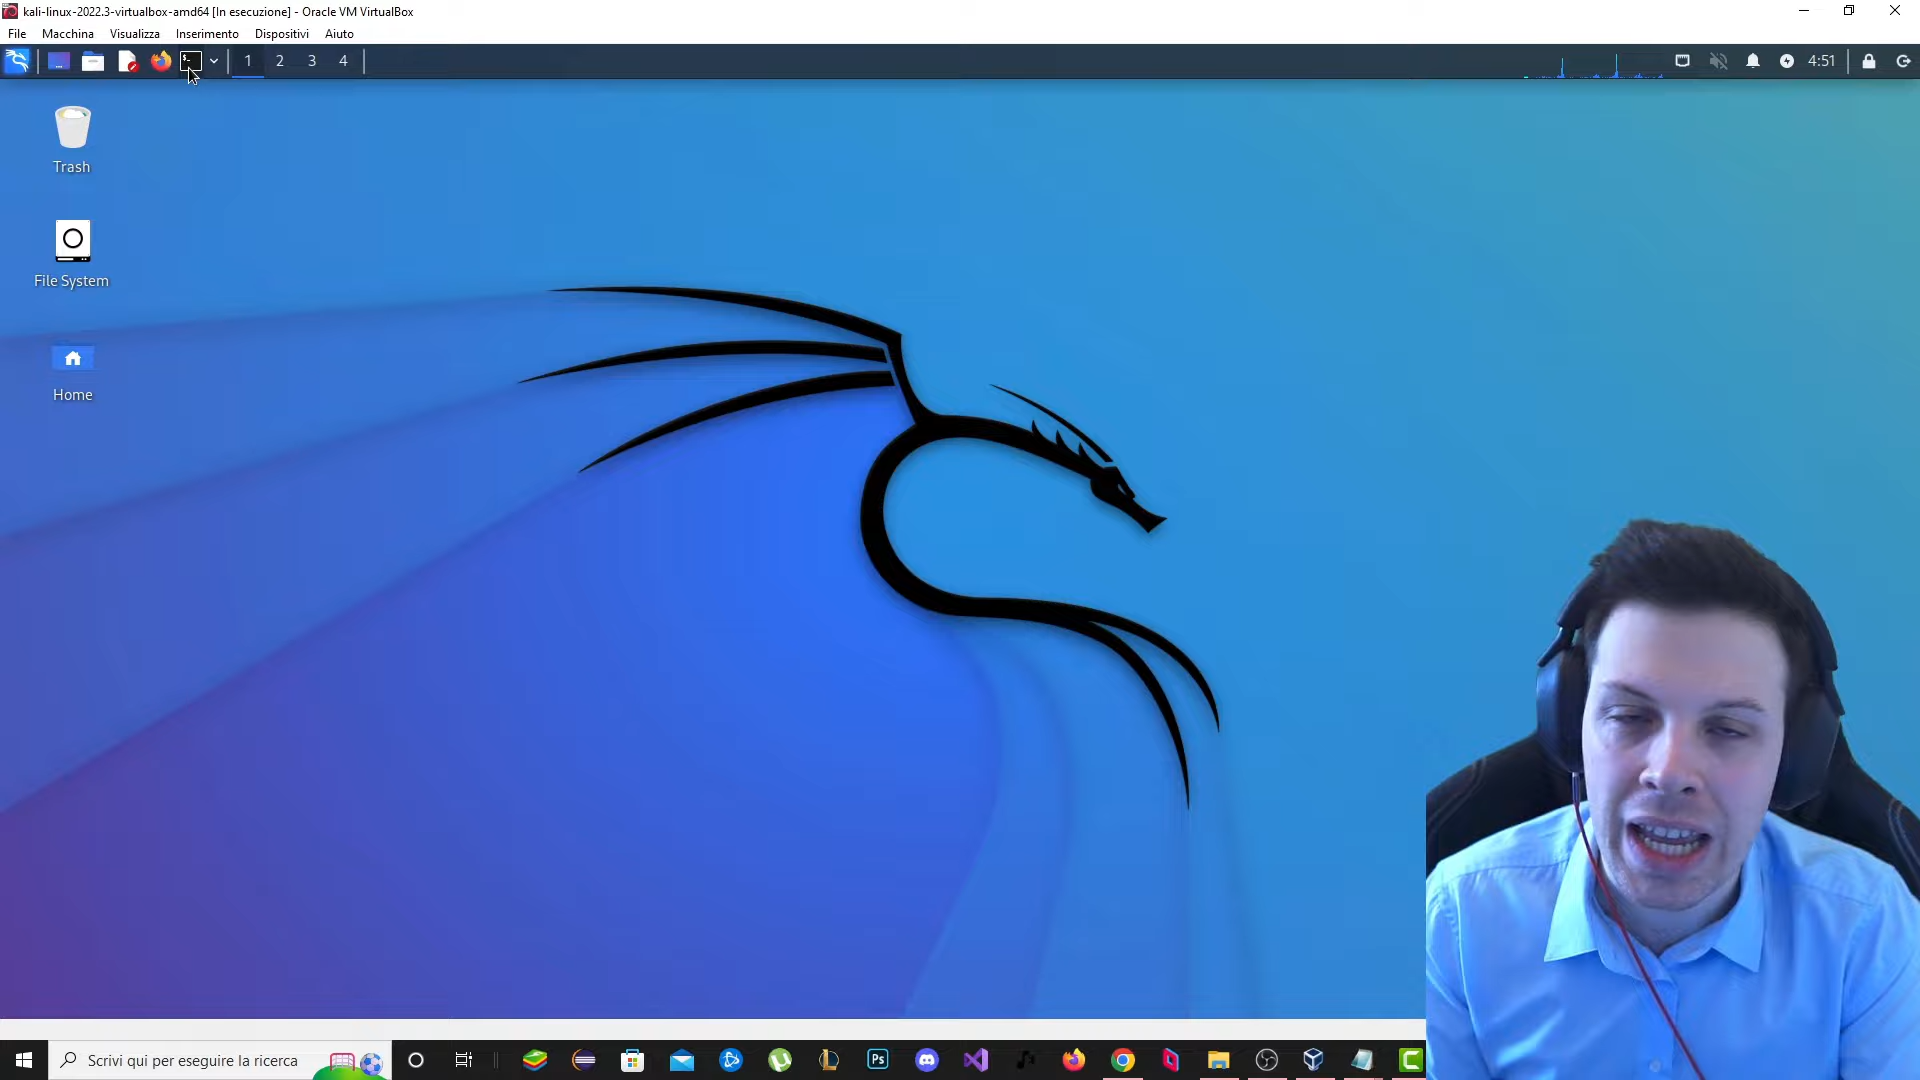 kali-linux-2022.3-virtualbox-amd64 [In esecuzione] - Oracle VM VirtualBox
File Macchina Visualizza Inserimento Dispositivi Aiuto
$- 1 2 3 4 4:51
Trash
File System
Home
Scrivi qui per eseguire la ricerca
Ps